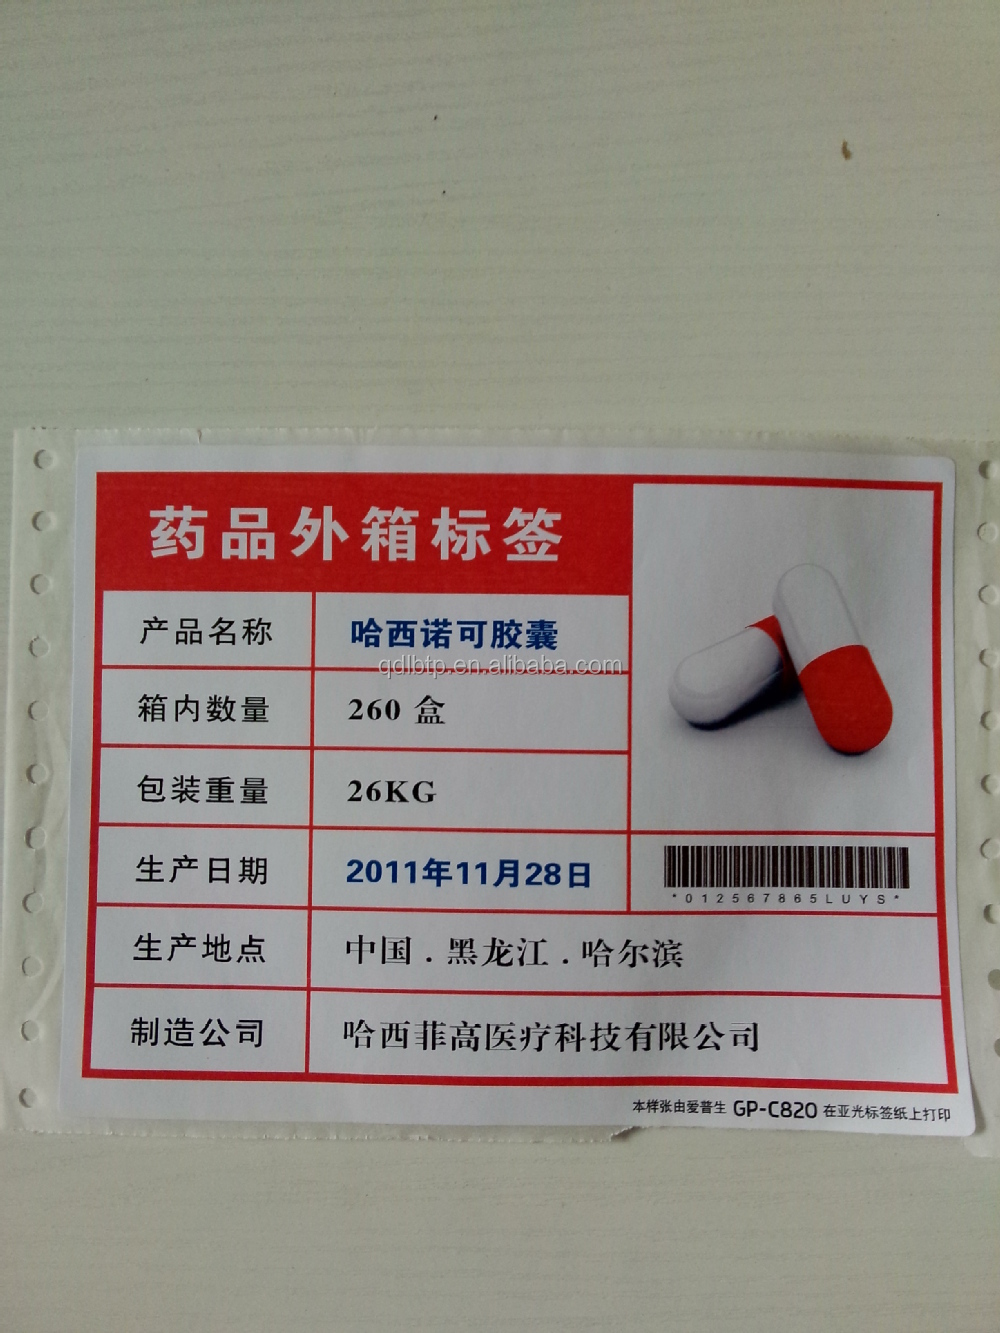 药品外箱标签
产品名称 哈西诺可胶囊
qdlbtp.en.alibaba.com
箱内数量 260 盒
包装重量 26KG
生产日期 2011年11月28日
*012567865LUYS*
生产地点 中国.黑龙江.哈尔滨
制造公司 哈西菲高医疗科技有限公司
本样张由爱普生 GP-C820 在亚光标签纸上打印